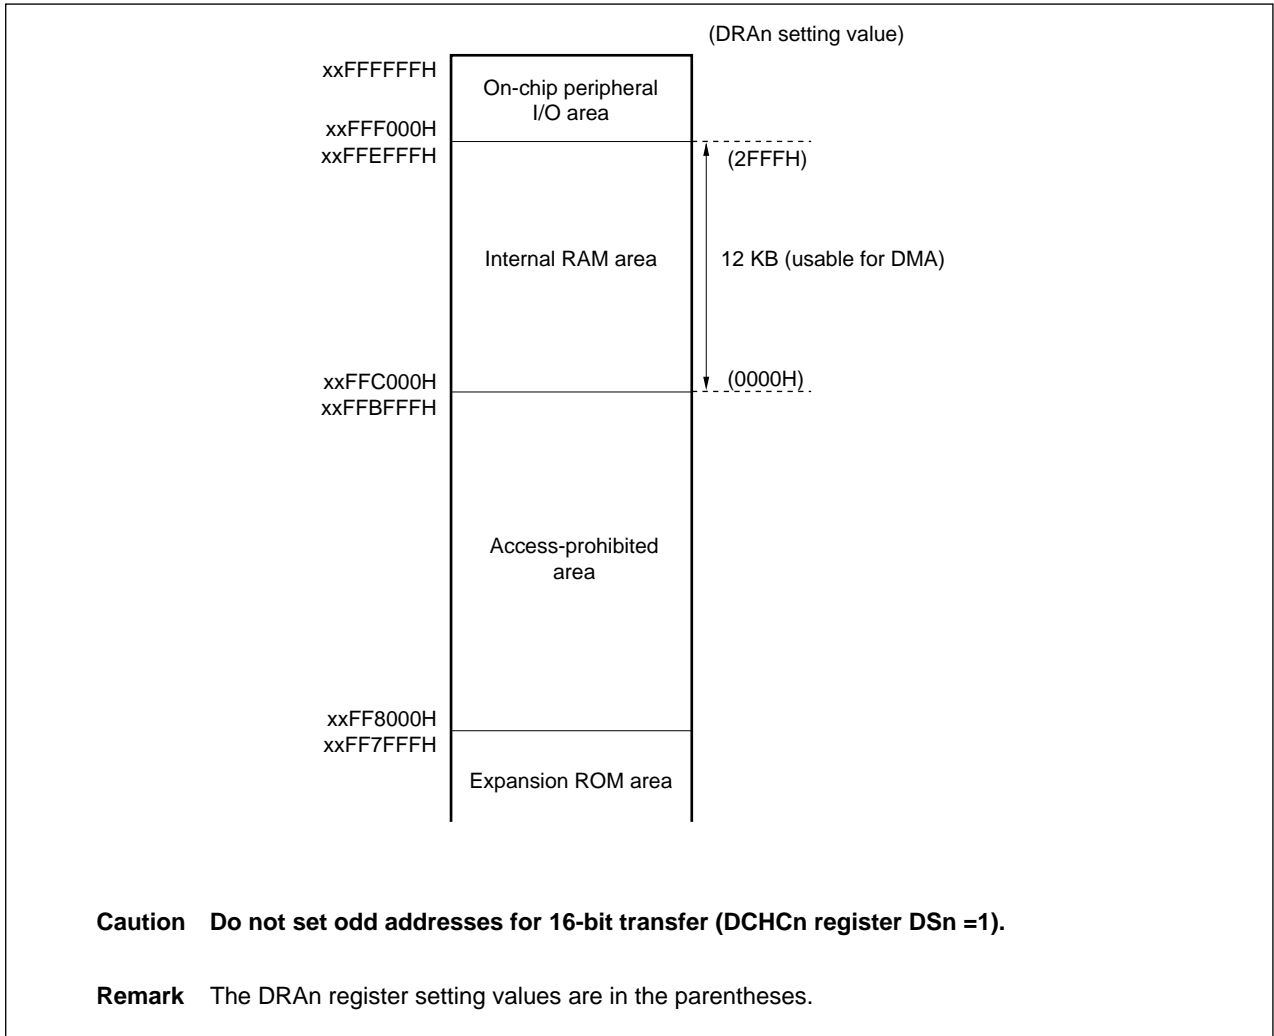 (DRAn setting value)
xxFFFFFFH
On-chip peripheral
I/O area
xxFFF000H
xxFFEFFFH
(2FFFH)
Internal RAM area
12 KB (usable for DMA)
xxFFC000H
(0000H)
xxFFBFFFH
Access-prohibited
area
xxFF8000H
xxFF7FFFH
Expansion ROM area
Caution Do not set odd addresses for 16-bit transfer (DCHCn register DSn =1).
Remark The DRAn register setting values are in the parentheses.